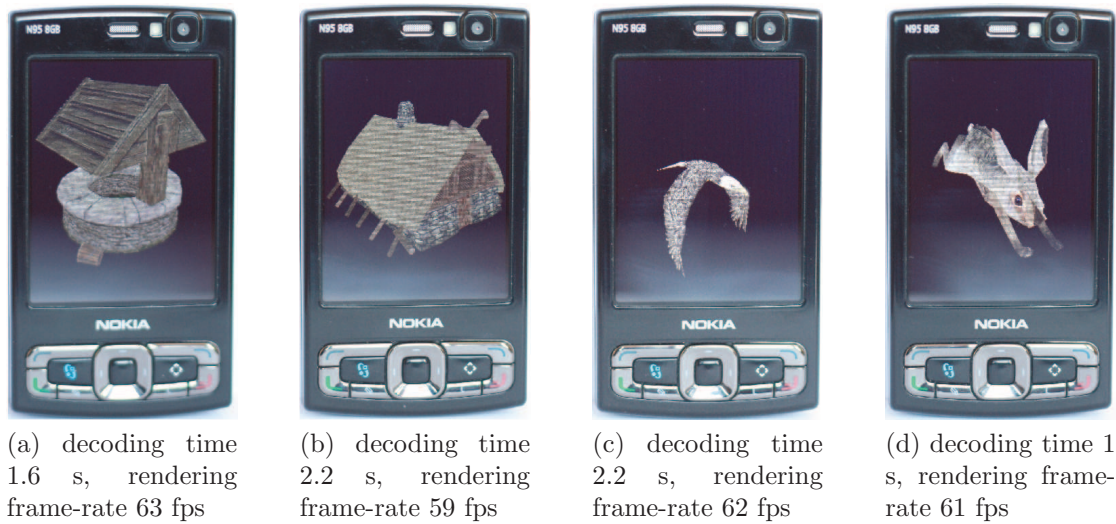 N95 8GB
N95 8GB
N95 8GB
N95 8GB
NOKIA
NOKIA
NOKIA
NOKIA
(a) decoding time
1.6 s, rendering
frame-rate 63 fps
(b) decoding time
2.2 s, rendering
frame-rate 59 fps
(c) decoding time
2.2 s, rendering
frame-rate 62 fps
(d) decoding time 1
s, rendering frame-
rate 61 fps